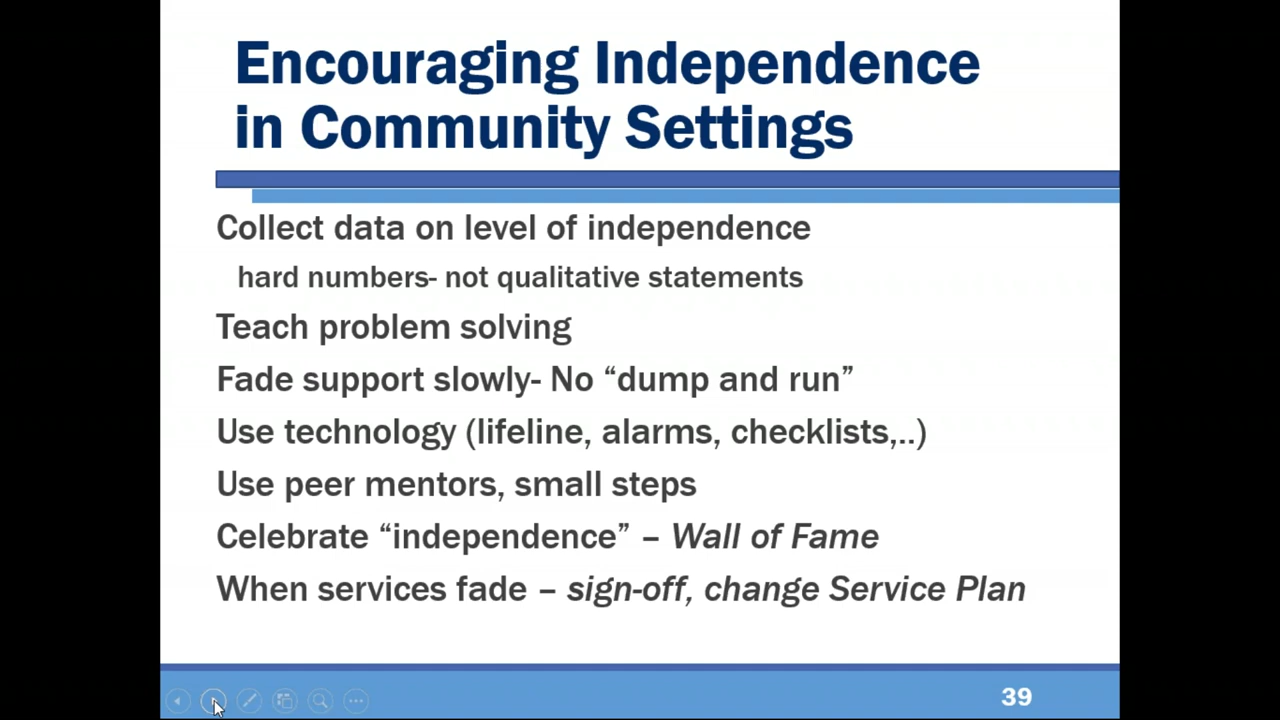 Encouraging Independence
in Community Settings
Collect data on level of independence
hard numbers- not qualitative statements
Teach problem solving
Fade support slowly- No “dump and run”
Use technology (lifeline, alarms, checklists,..)
Use peer mentors, small steps
Celebrate “independence” – Wall of Fame
When services fade – sign-off, change Service Plan
39